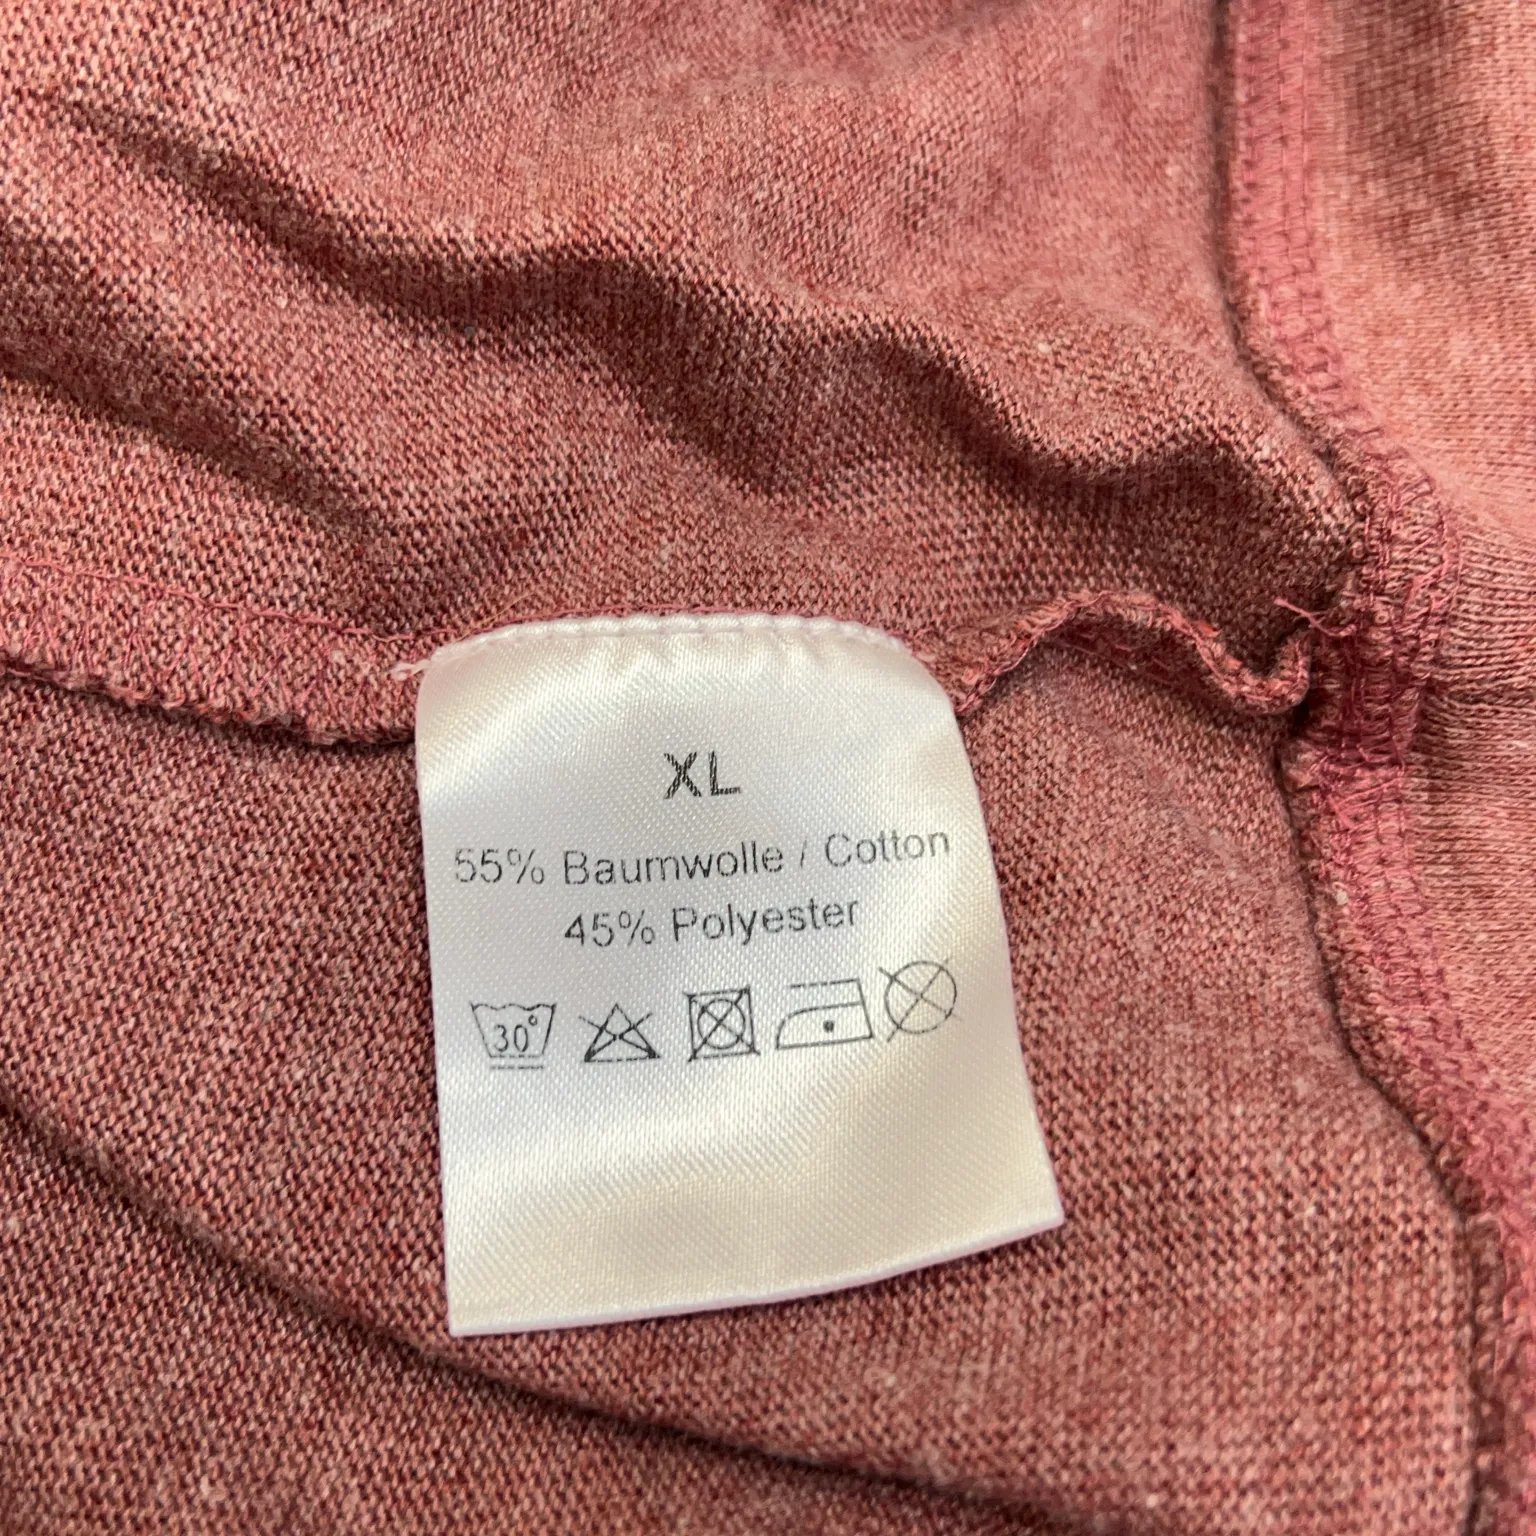 XL
55% Baumwolle / Cotton
45% Polyester
30°